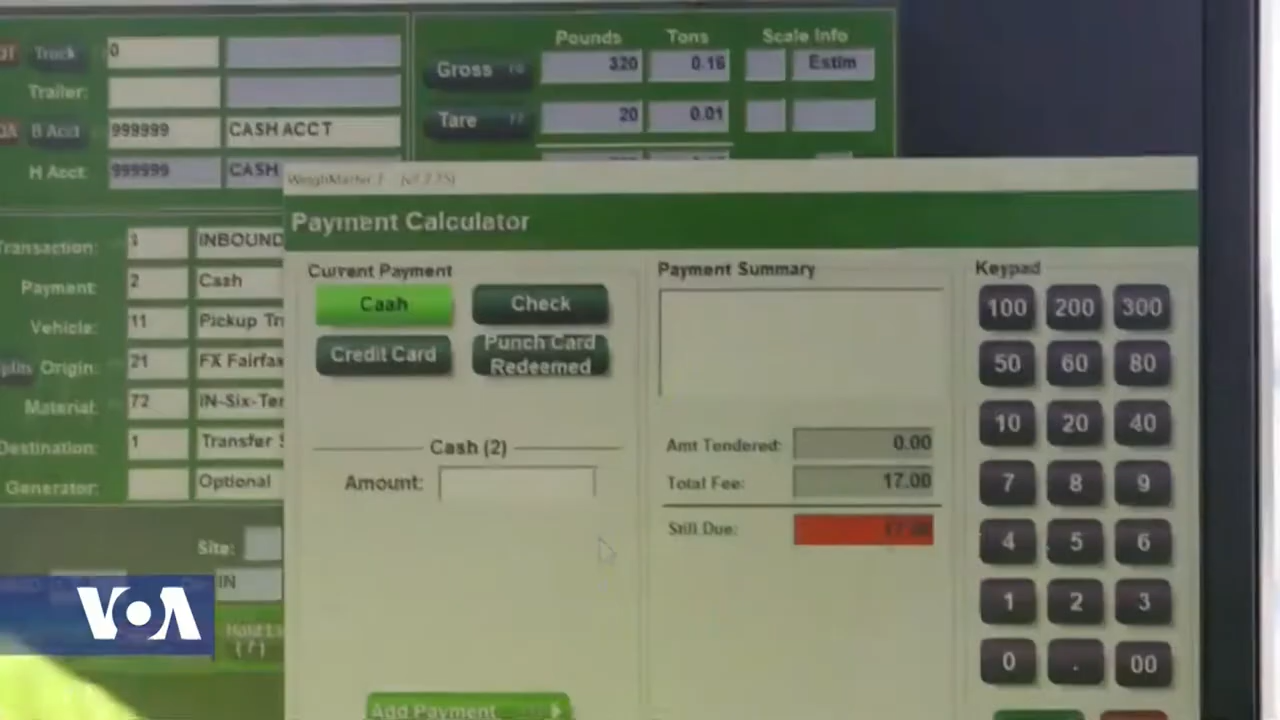 Pounds Tons Scale Info
Truck 0
Gross 320 0.16 Estim
Trailer:
Tare 20 0.01
B Acct 999999 CASH ACCT
H Acct: 999999 CASH
Payment Calculator
Transaction: 1 INBOUND
Payment: 2 Cash
Vehicle: 11 Pickup Tr
Origin: 21 FX Fairfax
Material: 72 IN-Six-Ter
Destination: 1 Transfer S
Generator: Optional
Site:
IN
Current Payment
Cash Check
Credit Card Punch Card
Redeemed
Cash (2)
Amount:
Add Payment
Payment Summary
Amt Tendered: 0.00
Total Fee: 17.00
Still Due:
Keypad
100 200 300
50 60 80
10 20 40
7 8 9
4 5 6
1 2 3
0 . 00
VOA